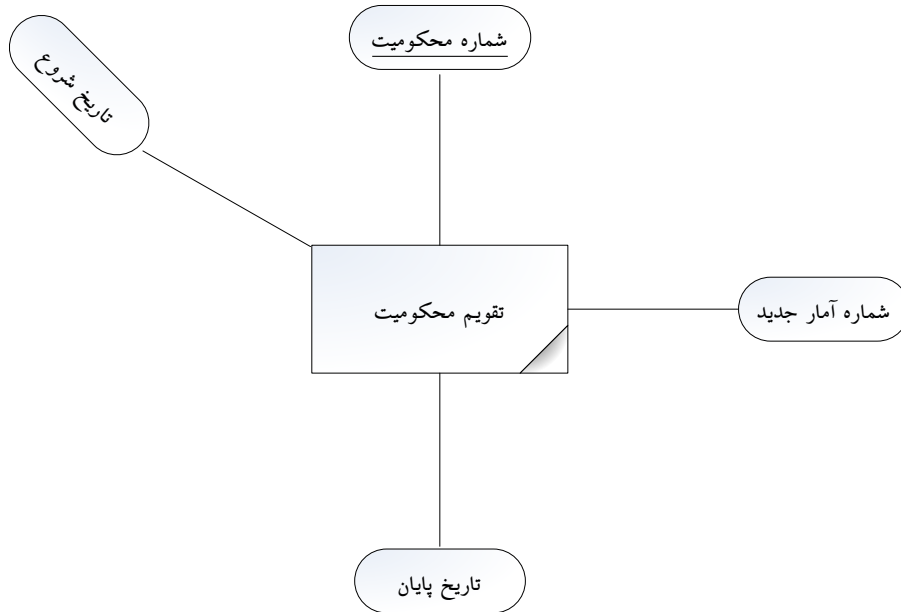 شماره محکومیت
تاریخ شروع
تقویم محکومیت
شماره آمار جدید
تاریخ پایان